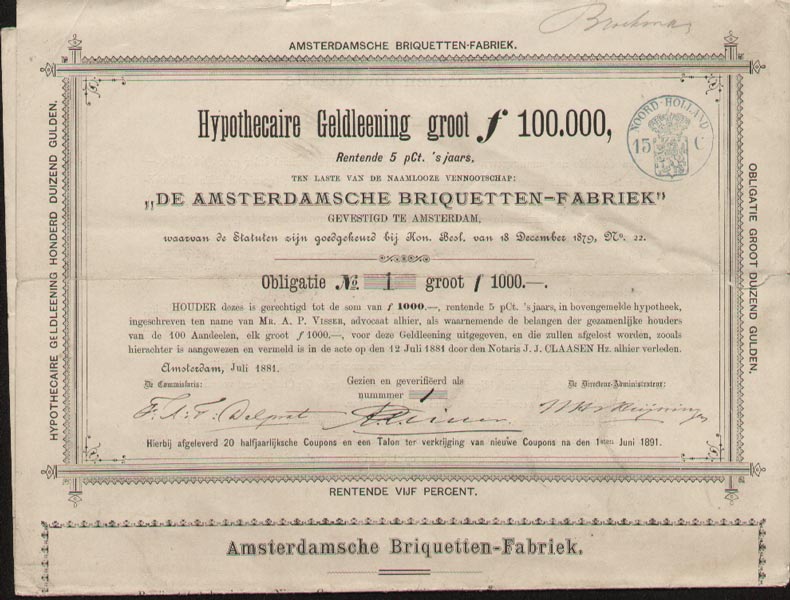 Broekman
AMSTERDAMSCHE BRIQUETTEN-FABRIEK.
HYPOTHECAIRE GELDLEENING HONDERD DUIZEND GULDEN.
OBLIGATIE GROOT DUIZEND GULDEN.
Hypothecaire Geldleening groot ƒ 100.000,
NOORD-HOLLAND
15 C
Rentende 5 pCt. 's jaars,
TEN LASTE VAN DE NAAMLOOZE VENNOOTSCHAP:
„DE AMSTERDAMSCHE BRIQUETTEN-FABRIEK"
GEVESTIGD TE AMSTERDAM,
waarvan de Statuten zijn goedgekeurd bij Kon. Besl. van 18 December 1879, No. 22.
Obligatie No. 1 groot ƒ 1000.—.
HOUDER dezes is gerechtigd tot de som van ƒ 1000.—, rentende 5 pCt. 's jaars, in bovengemelde hypotheek,
ingeschreven ten name van MR. A. P. VISSER, advocaat alhier, als waarnemende de belangen der gezamenlijke houders
van de 100 Aandeelen, elk groot ƒ 1000.—, voor deze Geldleening uitgegeven, en die zullen afgelost worden, zooals
hierachter is aangewezen en vermeld is in de acte op den 12 Juli 1881 door den Notaris J. J. CLAASEN Hz. alhier verleden.
Amsterdam, Juli 1881.
De Commissaris:
Gezien en geverifiëerd als
nummmer 1
De Directeur-Administrateur:
Hierbij afgeleverd 20 halfjaarlijksche Coupons en een Talon ter verkrijging van nieuwe Coupons na den 1sten Juni 1891.
RENTENDE VIJF PERCENT.
Amsterdamsche Briquetten-Fabriek.